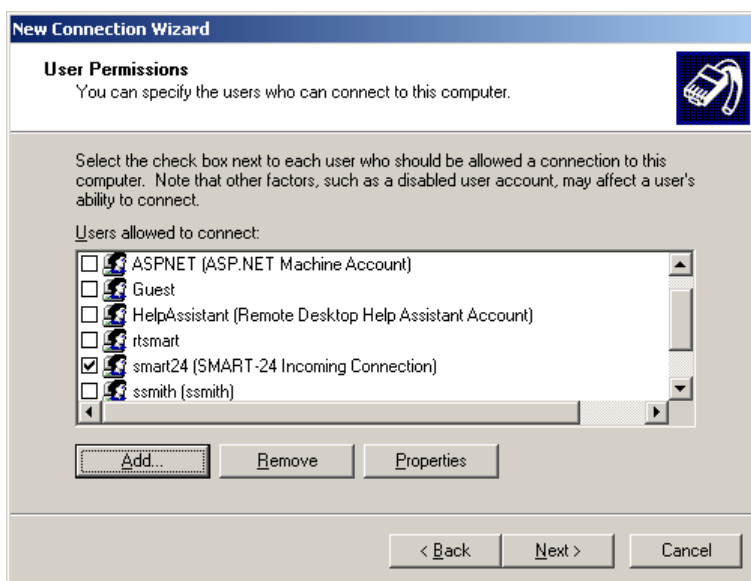 New Connection Wizard
User Permissions
You can specify the users who can connect to this computer.
Select the check box next to each user who should be allowed a connection to this
computer. Note that other factors, such as a disabled user account, may affect a user's
ability to connect.
Users allowed to connect:
ASPNET (ASP.NET Machine Account)
Guest
HelpAssistant (Remote Desktop Help Assistant Account)
rtsmart
smart24 (SMART-24 Incoming Connection)
ssmith (ssmith)
Add... Remove Properties
< Back Next > Cancel